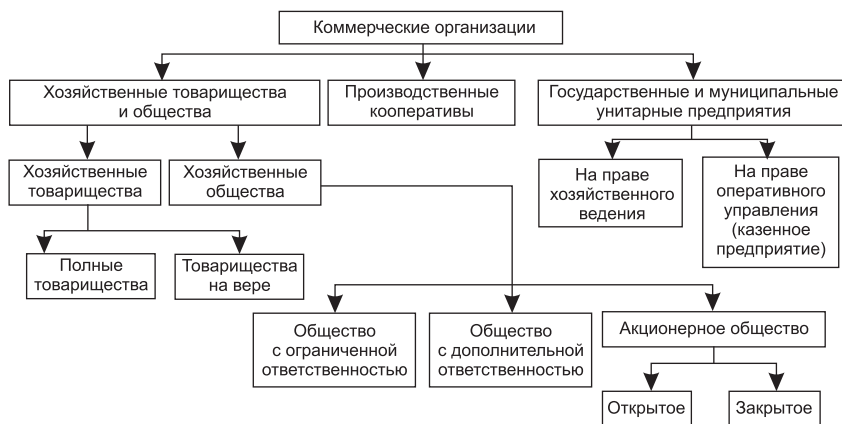 Коммерческие организации
Хозяйственные товарищества
и общества
Производственные
кооперативы
Государственные и муниципальные
унитарные предприятия
Хозяйственные
товарищества
Хозяйственные
общества
На праве
хозяйственного
ведения
На праве
оперативного
управления
(казенное
предприятие)
Полные
товарищества
Товарищества
на вере
Общество
с ограниченной
ответственностью
Общество
с дополнительной
ответственностью
Акционерное общество
Открытое
Закрытое